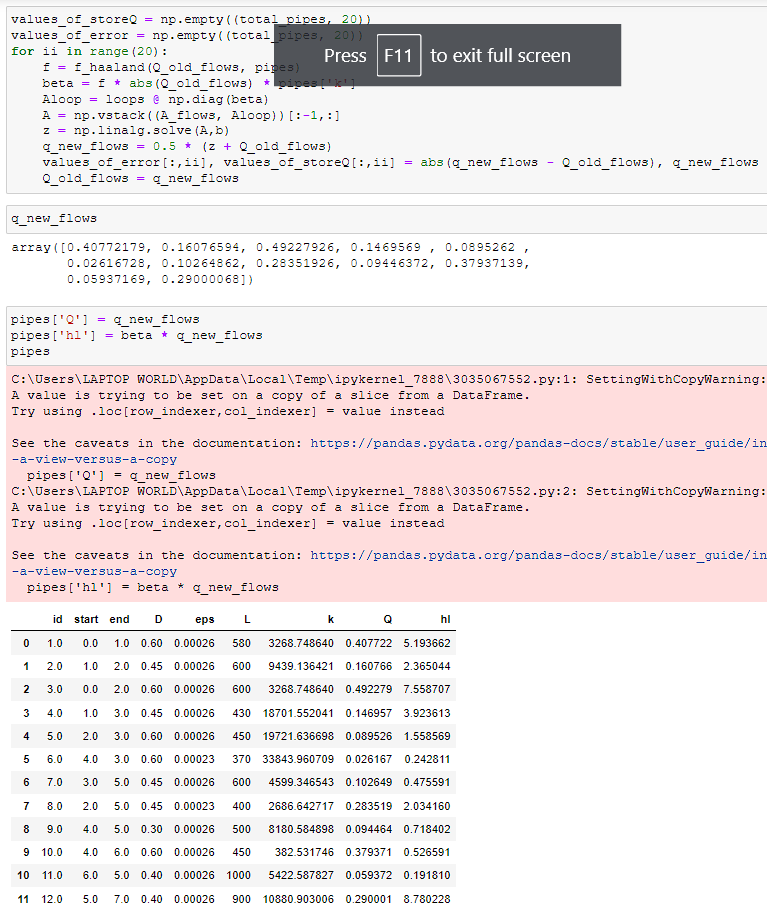 values_of_storeQ = np.empty((total_pipes, 20))
values_of_error = np.empty((total_pipes, 20))
for ii in range(20):
    f = f_haaland(Q_old_flows, pipes)
    beta = f * abs(Q_old_flows) * pipes['k']
    Aloop = loops @ np.diag(beta)
    A = np.vstack((A_flows, Aloop))[:-1,:]
    z = np.linalg.solve(A,b)
    q_new_flows = 0.5 * (z + Q_old_flows)
    values_of_error[:,ii], values_of_storeQ[:,ii] = abs(q_new_flows - Q_old_flows), q_new_flows
    Q_old_flows = q_new_flows
Press F11 to exit full screen
q_new_flows
array([0.40772179, 0.16076594, 0.49227926, 0.1469569 , 0.0895262 ,
       0.02616728, 0.10264862, 0.28351926, 0.09446372, 0.37937139,
       0.05937169, 0.29000068])
pipes['Q'] = q_new_flows
pipes['hl'] = beta * q_new_flows
pipes
C:\Users\LAPTOP WORLD\AppData\Local\Temp\ipykernel_7888\3035067552.py:1: SettingWithCopyWarning:
A value is trying to be set on a copy of a slice from a DataFrame.
Try using .loc[row_indexer,col_indexer] = value instead
See the caveats in the documentation: https://pandas.pydata.org/pandas-docs/stable/user_guide/in
-a-view-versus-a-copy
  pipes['Q'] = q_new_flows
C:\Users\LAPTOP WORLD\AppData\Local\Temp\ipykernel_7888\3035067552.py:2: SettingWithCopyWarning:
A value is trying to be set on a copy of a slice from a DataFrame.
Try using .loc[row_indexer,col_indexer] = value instead
See the caveats in the documentation: https://pandas.pydata.org/pandas-docs/stable/user_guide/in
-a-view-versus-a-copy
  pipes['hl'] = beta * q_new_flows
id start end D eps L k Q hl
0 1.0 0.0 1.0 0.60 0.00026 580 3268.748640 0.407722 5.193662
1 2.0 1.0 2.0 0.45 0.00026 600 9439.136421 0.160766 2.365044
2 3.0 0.0 2.0 0.60 0.00026 600 3268.748640 0.492279 7.558707
3 4.0 1.0 3.0 0.45 0.00026 430 18701.552041 0.146957 3.923613
4 5.0 2.0 3.0 0.60 0.00026 450 19721.636698 0.089526 1.558569
5 6.0 4.0 3.0 0.60 0.00023 370 33843.960709 0.026167 0.242811
6 7.0 3.0 5.0 0.45 0.00026 600 4599.346543 0.102649 0.475591
7 8.0 2.0 5.0 0.45 0.00023 400 2686.642717 0.283519 2.034160
8 9.0 4.0 5.0 0.30 0.00026 500 8180.584898 0.094464 0.718402
9 10.0 4.0 6.0 0.60 0.00026 450 382.531746 0.379371 0.526591
10 11.0 6.0 5.0 0.40 0.00026 1000 5422.587827 0.059372 0.191810
11 12.0 5.0 7.0 0.40 0.00026 900 10880.903006 0.290001 8.780228